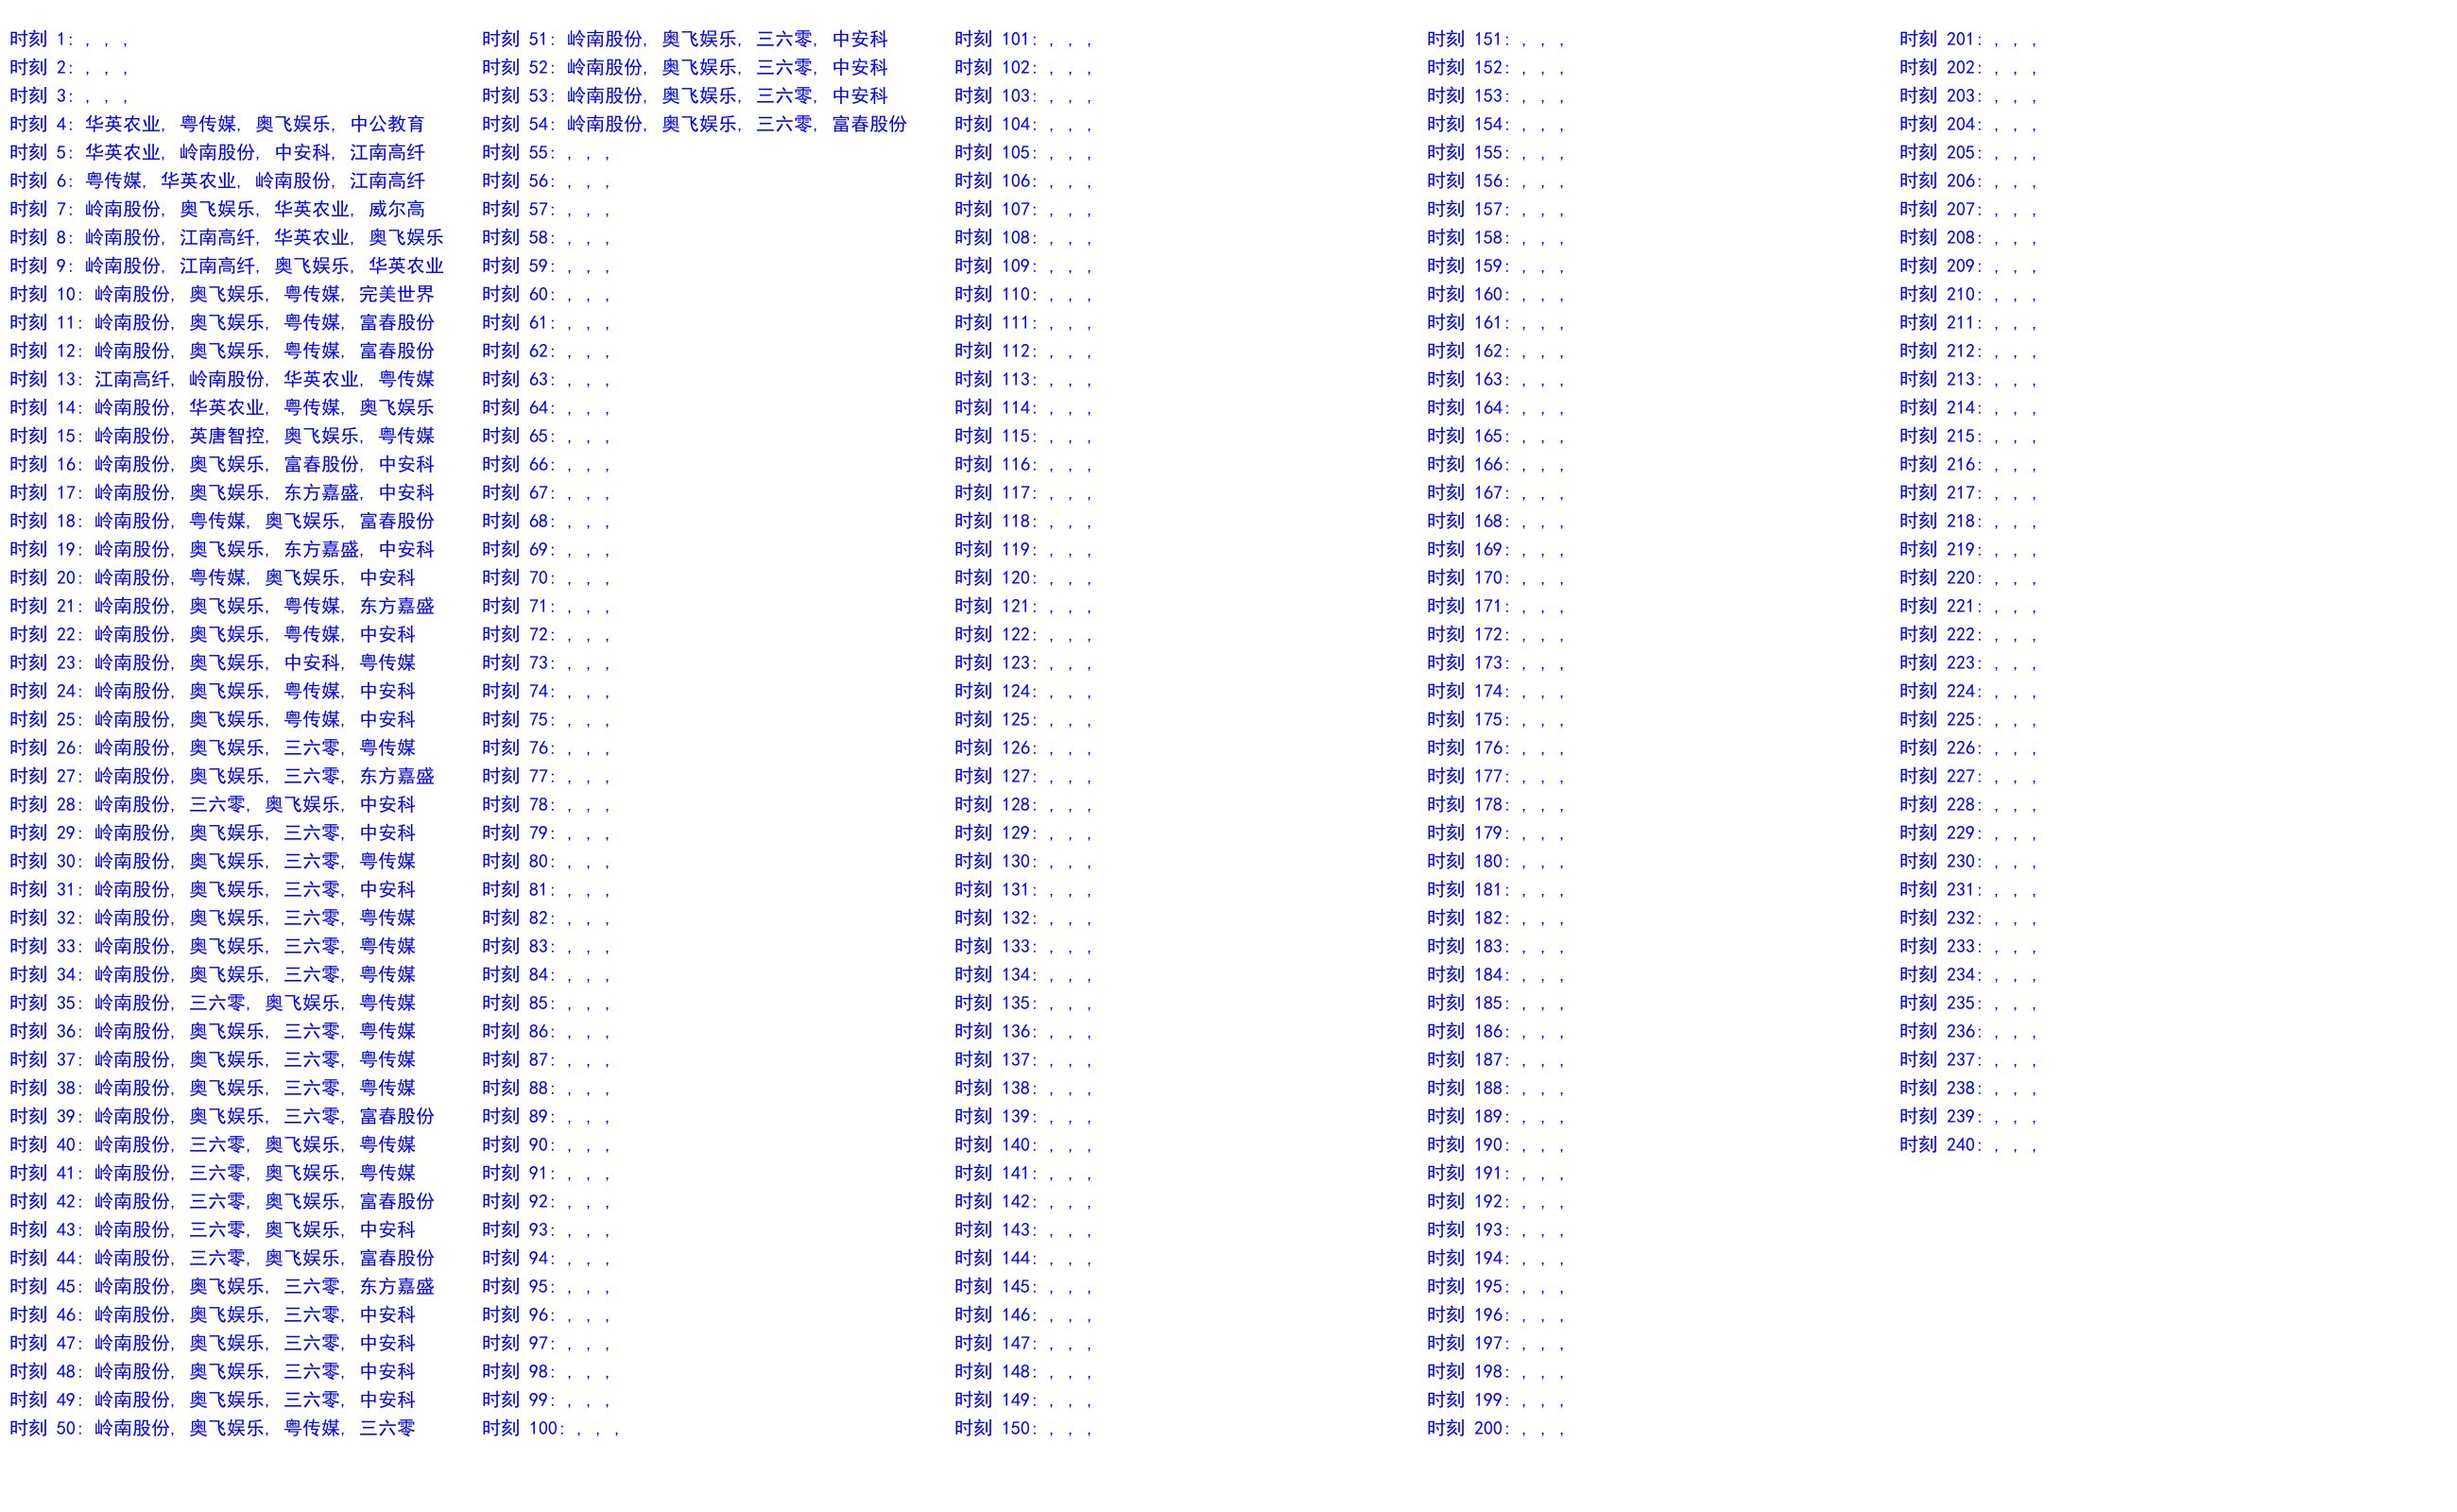 时刻 1: , , ,
时刻 2: , , ,
时刻 3: , , ,
时刻 4: 华英农业, 粤传媒, 奥飞娱乐, 中公教育
时刻 5: 华英农业, 岭南股份, 中安科, 江南高纤
时刻 6: 粤传媒, 华英农业, 岭南股份, 江南高纤
时刻 7: 岭南股份, 奥飞娱乐, 华英农业, 威尔高
时刻 8: 岭南股份, 江南高纤, 华英农业, 奥飞娱乐
时刻 9: 岭南股份, 江南高纤, 奥飞娱乐, 华英农业
时刻 10: 岭南股份, 奥飞娱乐, 粤传媒, 完美世界
时刻 11: 岭南股份, 奥飞娱乐, 粤传媒, 富春股份
时刻 12: 岭南股份, 奥飞娱乐, 粤传媒, 富春股份
时刻 13: 江南高纤, 岭南股份, 华英农业, 粤传媒
时刻 14: 岭南股份, 华英农业, 粤传媒, 奥飞娱乐
时刻 15: 岭南股份, 英唐智控, 奥飞娱乐, 粤传媒
时刻 16: 岭南股份, 奥飞娱乐, 富春股份, 中安科
时刻 17: 岭南股份, 奥飞娱乐, 东方嘉盛, 中安科
时刻 18: 岭南股份, 粤传媒, 奥飞娱乐, 富春股份
时刻 19: 岭南股份, 奥飞娱乐, 东方嘉盛, 中安科
时刻 20: 岭南股份, 粤传媒, 奥飞娱乐, 中安科
时刻 21: 岭南股份, 奥飞娱乐, 粤传媒, 东方嘉盛
时刻 22: 岭南股份, 奥飞娱乐, 粤传媒, 中安科
时刻 23: 岭南股份, 奥飞娱乐, 中安科, 粤传媒
时刻 24: 岭南股份, 奥飞娱乐, 粤传媒, 中安科
时刻 25: 岭南股份, 奥飞娱乐, 粤传媒, 中安科
时刻 26: 岭南股份, 奥飞娱乐, 三六零, 粤传媒
时刻 27: 岭南股份, 奥飞娱乐, 三六零, 东方嘉盛
时刻 28: 岭南股份, 三六零, 奥飞娱乐, 中安科
时刻 29: 岭南股份, 奥飞娱乐, 三六零, 中安科
时刻 30: 岭南股份, 奥飞娱乐, 三六零, 粤传媒
时刻 31: 岭南股份, 奥飞娱乐, 三六零, 中安科
时刻 32: 岭南股份, 奥飞娱乐, 三六零, 粤传媒
时刻 33: 岭南股份, 奥飞娱乐, 三六零, 粤传媒
时刻 34: 岭南股份, 奥飞娱乐, 三六零, 粤传媒
时刻 35: 岭南股份, 三六零, 奥飞娱乐, 粤传媒
时刻 36: 岭南股份, 奥飞娱乐, 三六零, 粤传媒
时刻 37: 岭南股份, 奥飞娱乐, 三六零, 粤传媒
时刻 38: 岭南股份, 奥飞娱乐, 三六零, 粤传媒
时刻 39: 岭南股份, 奥飞娱乐, 三六零, 富春股份
时刻 40: 岭南股份, 三六零, 奥飞娱乐, 粤传媒
时刻 41: 岭南股份, 三六零, 奥飞娱乐, 粤传媒
时刻 42: 岭南股份, 三六零, 奥飞娱乐, 富春股份
时刻 43: 岭南股份, 三六零, 奥飞娱乐, 中安科
时刻 44: 岭南股份, 三六零, 奥飞娱乐, 富春股份
时刻 45: 岭南股份, 奥飞娱乐, 三六零, 东方嘉盛
时刻 46: 岭南股份, 奥飞娱乐, 三六零, 中安科
时刻 47: 岭南股份, 奥飞娱乐, 三六零, 中安科
时刻 48: 岭南股份, 奥飞娱乐, 三六零, 中安科
时刻 49: 岭南股份, 奥飞娱乐, 三六零, 中安科
时刻 50: 岭南股份, 奥飞娱乐, 粤传媒, 三六零
时刻 51: 岭南股份, 奥飞娱乐, 三六零, 中安科
时刻 52: 岭南股份, 奥飞娱乐, 三六零, 中安科
时刻 53: 岭南股份, 奥飞娱乐, 三六零, 中安科
时刻 54: 岭南股份, 奥飞娱乐, 三六零, 富春股份
时刻 55: , , ,
时刻 56: , , ,
时刻 57: , , ,
时刻 58: , , ,
时刻 59: , , ,
时刻 60: , , ,
时刻 61: , , ,
时刻 62: , , ,
时刻 63: , , ,
时刻 64: , , ,
时刻 65: , , ,
时刻 66: , , ,
时刻 67: , , ,
时刻 68: , , ,
时刻 69: , , ,
时刻 70: , , ,
时刻 71: , , ,
时刻 72: , , ,
时刻 73: , , ,
时刻 74: , , ,
时刻 75: , , ,
时刻 76: , , ,
时刻 77: , , ,
时刻 78: , , ,
时刻 79: , , ,
时刻 80: , , ,
时刻 81: , , ,
时刻 82: , , ,
时刻 83: , , ,
时刻 84: , , ,
时刻 85: , , ,
时刻 86: , , ,
时刻 87: , , ,
时刻 88: , , ,
时刻 89: , , ,
时刻 90: , , ,
时刻 91: , , ,
时刻 92: , , ,
时刻 93: , , ,
时刻 94: , , ,
时刻 95: , , ,
时刻 96: , , ,
时刻 97: , , ,
时刻 98: , , ,
时刻 99: , , ,
时刻 100: , , ,
时刻 101: , , ,
时刻 102: , , ,
时刻 103: , , ,
时刻 104: , , ,
时刻 105: , , ,
时刻 106: , , ,
时刻 107: , , ,
时刻 108: , , ,
时刻 109: , , ,
时刻 110: , , ,
时刻 111: , , ,
时刻 112: , , ,
时刻 113: , , ,
时刻 114: , , ,
时刻 115: , , ,
时刻 116: , , ,
时刻 117: , , ,
时刻 118: , , ,
时刻 119: , , ,
时刻 120: , , ,
时刻 121: , , ,
时刻 122: , , ,
时刻 123: , , ,
时刻 124: , , ,
时刻 125: , , ,
时刻 126: , , ,
时刻 127: , , ,
时刻 128: , , ,
时刻 129: , , ,
时刻 130: , , ,
时刻 131: , , ,
时刻 132: , , ,
时刻 133: , , ,
时刻 134: , , ,
时刻 135: , , ,
时刻 136: , , ,
时刻 137: , , ,
时刻 138: , , ,
时刻 139: , , ,
时刻 140: , , ,
时刻 141: , , ,
时刻 142: , , ,
时刻 143: , , ,
时刻 144: , , ,
时刻 145: , , ,
时刻 146: , , ,
时刻 147: , , ,
时刻 148: , , ,
时刻 149: , , ,
时刻 150: , , ,
时刻 151: , , ,
时刻 152: , , ,
时刻 153: , , ,
时刻 154: , , ,
时刻 155: , , ,
时刻 156: , , ,
时刻 157: , , ,
时刻 158: , , ,
时刻 159: , , ,
时刻 160: , , ,
时刻 161: , , ,
时刻 162: , , ,
时刻 163: , , ,
时刻 164: , , ,
时刻 165: , , ,
时刻 166: , , ,
时刻 167: , , ,
时刻 168: , , ,
时刻 169: , , ,
时刻 170: , , ,
时刻 171: , , ,
时刻 172: , , ,
时刻 173: , , ,
时刻 174: , , ,
时刻 175: , , ,
时刻 176: , , ,
时刻 177: , , ,
时刻 178: , , ,
时刻 179: , , ,
时刻 180: , , ,
时刻 181: , , ,
时刻 182: , , ,
时刻 183: , , ,
时刻 184: , , ,
时刻 185: , , ,
时刻 186: , , ,
时刻 187: , , ,
时刻 188: , , ,
时刻 189: , , ,
时刻 190: , , ,
时刻 191: , , ,
时刻 192: , , ,
时刻 193: , , ,
时刻 194: , , ,
时刻 195: , , ,
时刻 196: , , ,
时刻 197: , , ,
时刻 198: , , ,
时刻 199: , , ,
时刻 200: , , ,
时刻 201: , , ,
时刻 202: , , ,
时刻 203: , , ,
时刻 204: , , ,
时刻 205: , , ,
时刻 206: , , ,
时刻 207: , , ,
时刻 208: , , ,
时刻 209: , , ,
时刻 210: , , ,
时刻 211: , , ,
时刻 212: , , ,
时刻 213: , , ,
时刻 214: , , ,
时刻 215: , , ,
时刻 216: , , ,
时刻 217: , , ,
时刻 218: , , ,
时刻 219: , , ,
时刻 220: , , ,
时刻 221: , , ,
时刻 222: , , ,
时刻 223: , , ,
时刻 224: , , ,
时刻 225: , , ,
时刻 226: , , ,
时刻 227: , , ,
时刻 228: , , ,
时刻 229: , , ,
时刻 230: , , ,
时刻 231: , , ,
时刻 232: , , ,
时刻 233: , , ,
时刻 234: , , ,
时刻 235: , , ,
时刻 236: , , ,
时刻 237: , , ,
时刻 238: , , ,
时刻 239: , , ,
时刻 240: , , ,